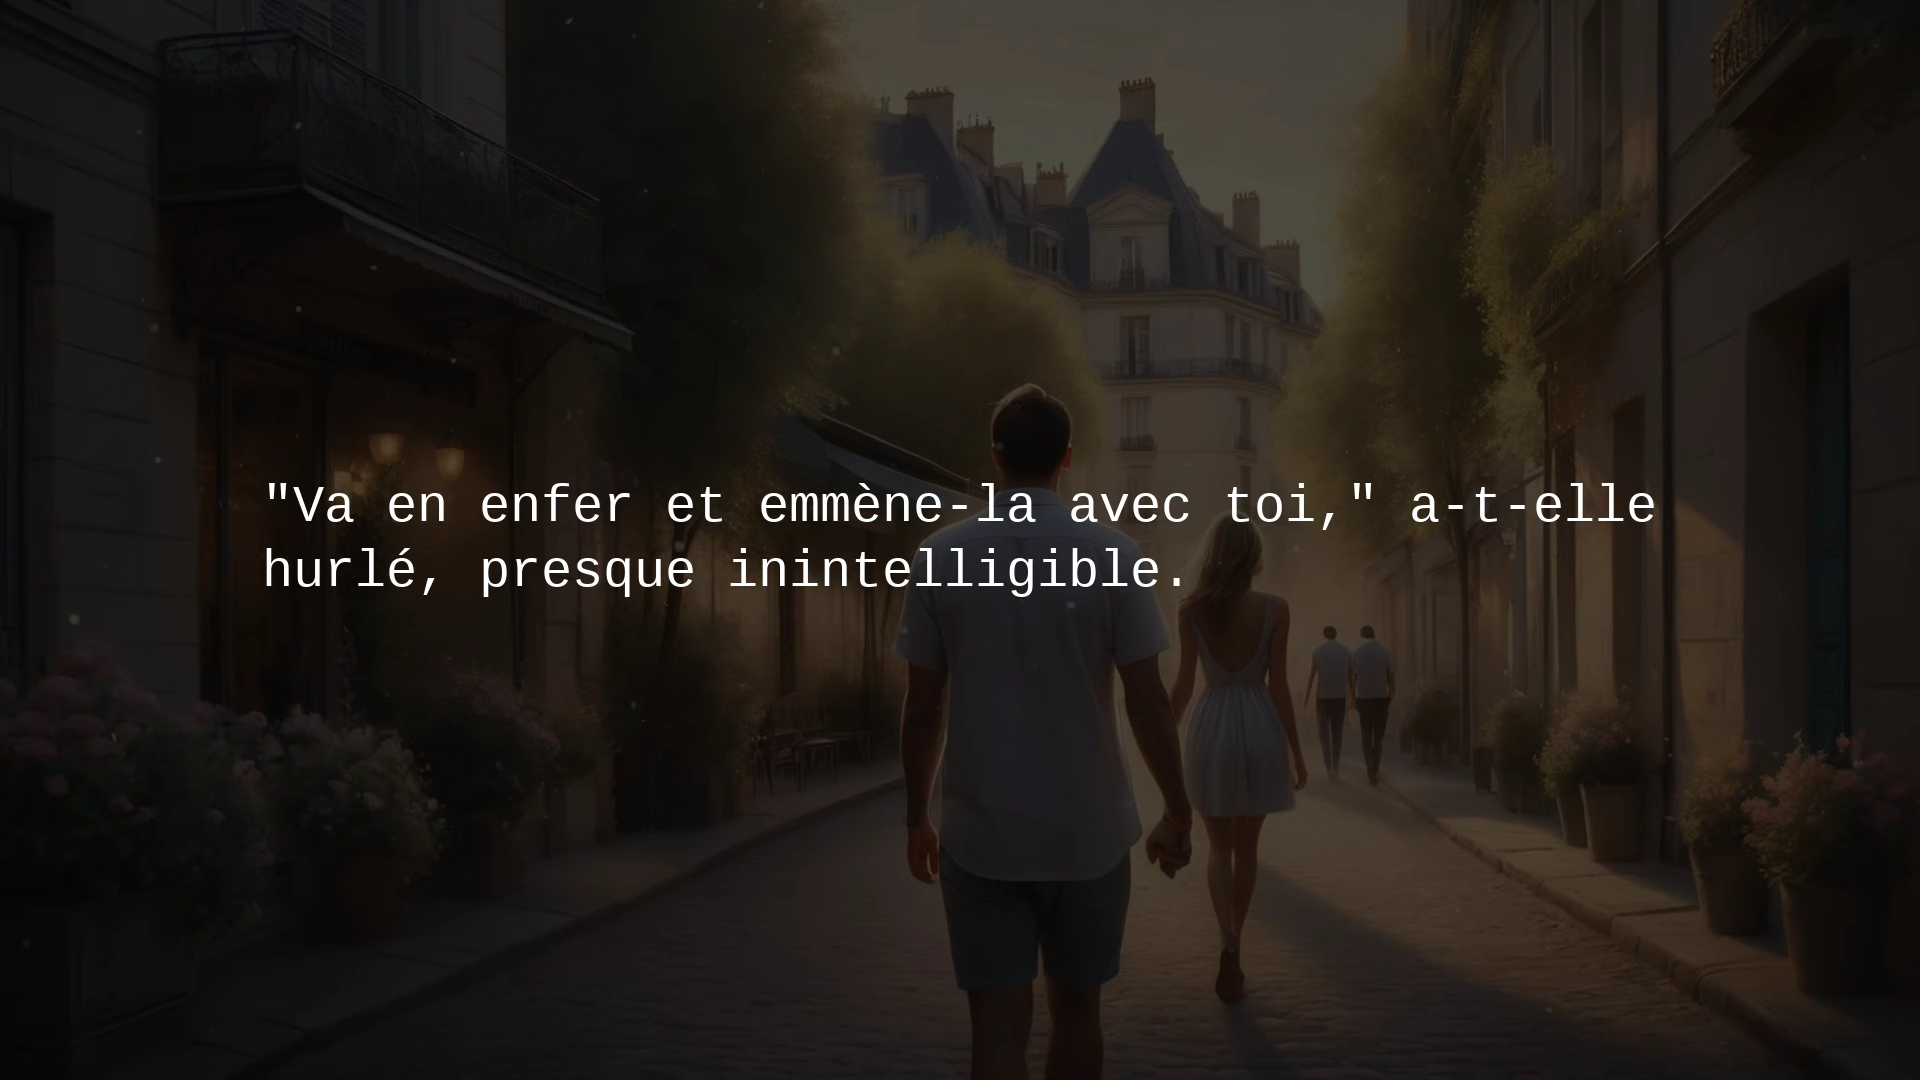 "Va en enfer et emmène-la avec toi," a-t-elle
hurlé, presque inintelligible.